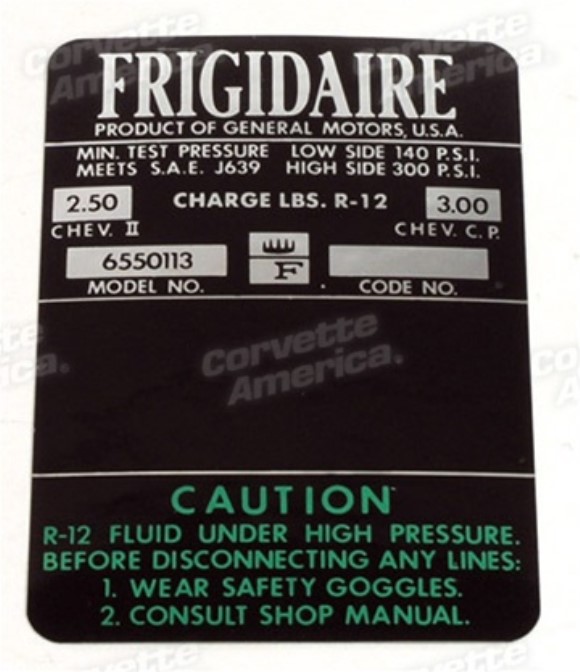 FRIGIDAIRE
PRODUCT OF GENERAL MOTORS, U.S.A.
MIN. TEST PRESSURE LOW SIDE 140 P.S.I.
MEETS S.A.E. J639 HIGH SIDE 300 P.S.I.
2.50 CHARGE LBS. R-12 3.00
CHEV. II CHEV. C.P.
6550113 F
MODEL NO. CODE NO.
Corvette
America.
CAUTION
R-12 FLUID UNDER HIGH PRESSURE.
BEFORE DISCONNECTING ANY LINES:
1. WEAR SAFETY GOGGLES.
2. CONSULT SHOP MANUAL.